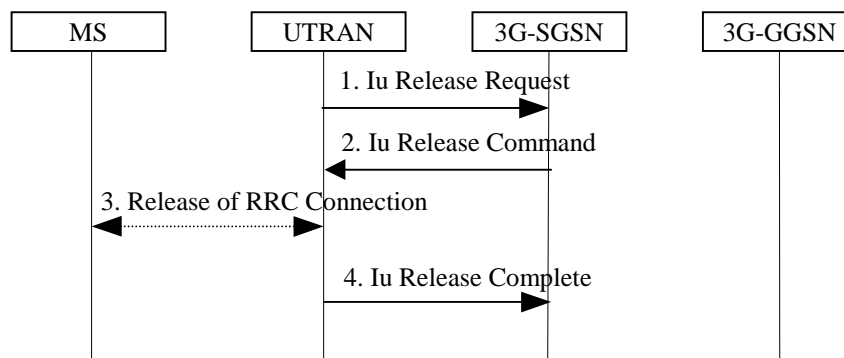 MS
UTRAN
3G-SGSN
3G-GGSN
1. Iu Release Request
2. Iu Release Command
3. Release of RRC Connection
4. Iu Release Complete